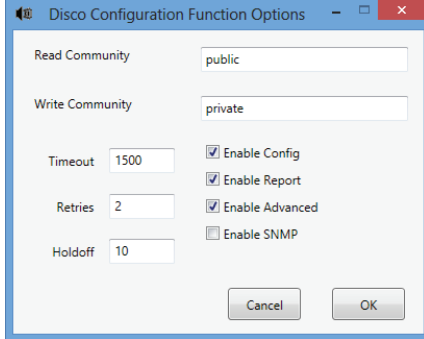 Disco Configuration Function Options
Read Community public
Write Community private
Timeout 1500
Enable Config
Enable Report
Retries 2
Enable Advanced
Enable SNMP
Holdoff 10
Cancel OK